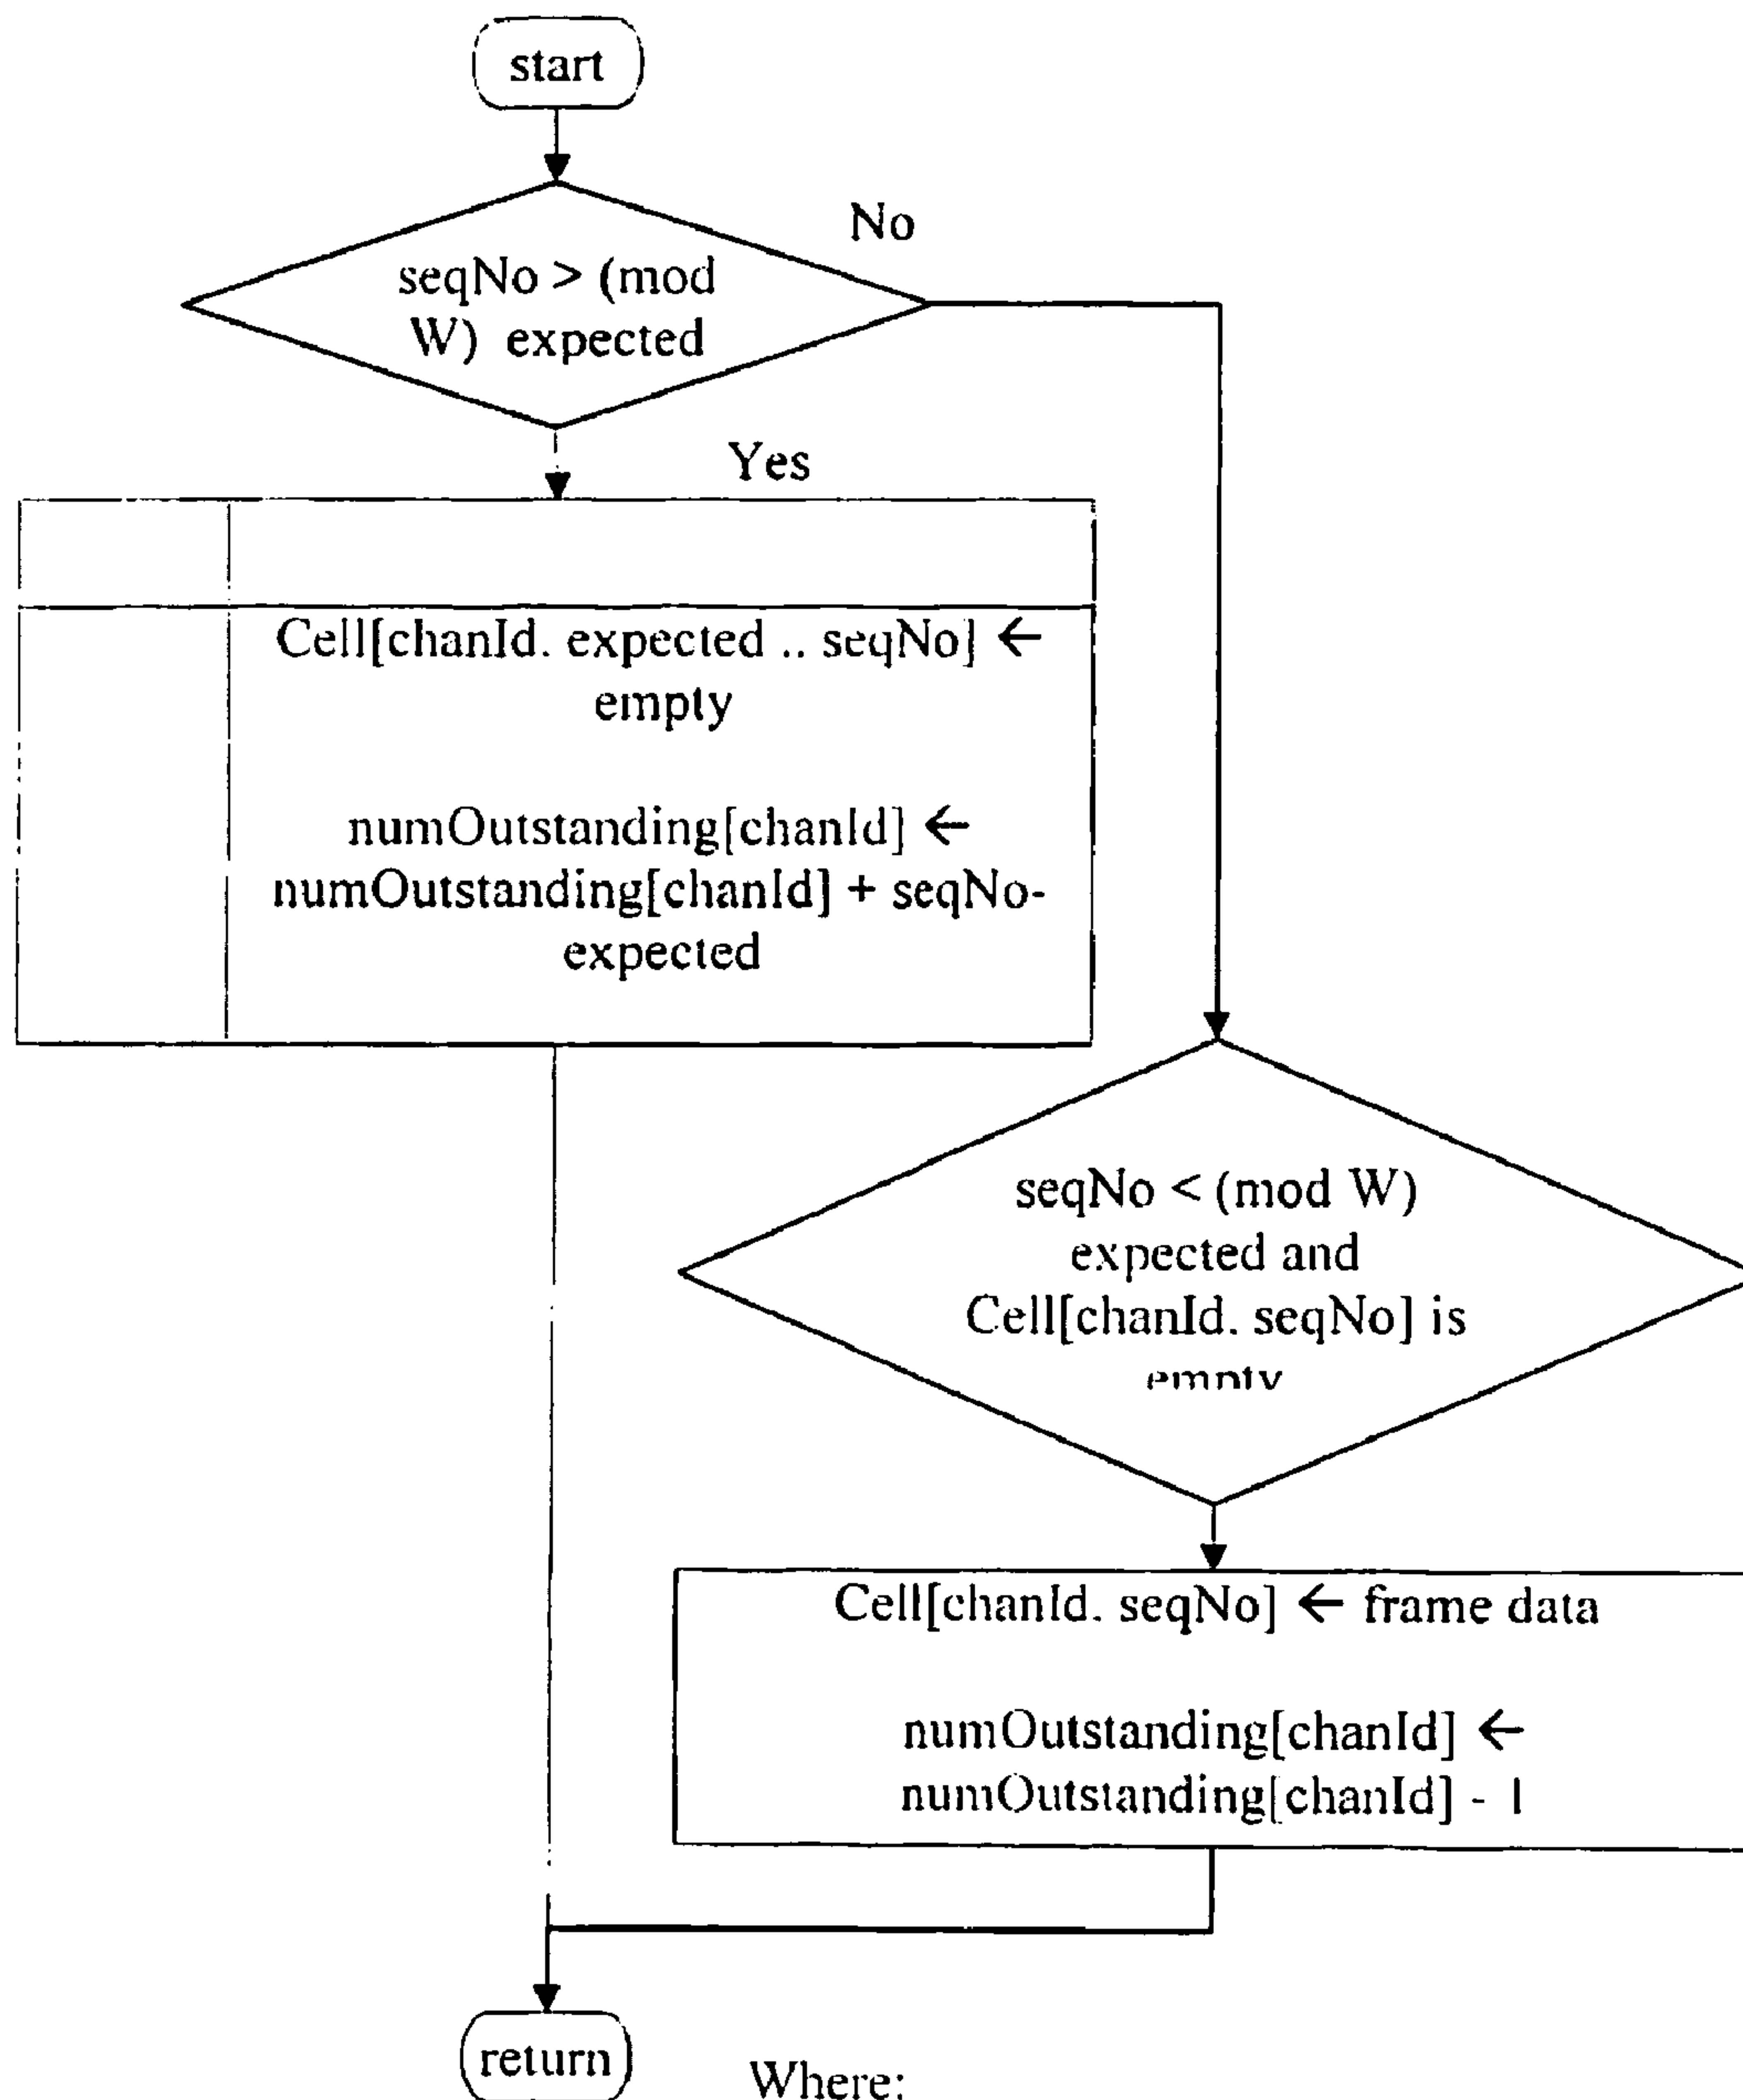 start
No
seqNo > (mod
W) expected
Yes
Cell[chanId. expected .. seqNo] ←
empty
numOutstanding[chanId] ←
numOutstanding[chanId] + seqNo-
expected
seqNo < (mod W)
expected and
Cell[chanId. seqNo] is
empty
Cell[chanId. seqNo] ← frame data
numOutstanding[chanId] ←
numOutstanding[chanId] - 1
return
Where: